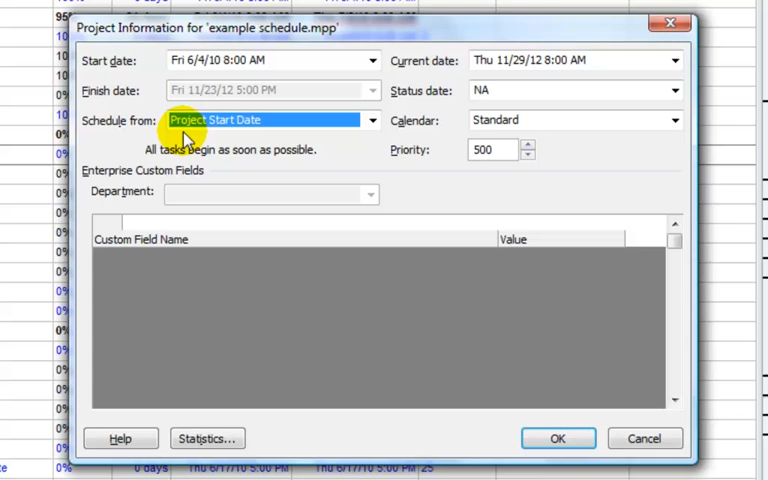 Project Information for 'example schedule.mpp'
Start date: Fri 6/4/10 8:00 AM Current date: Thu 11/29/12 8:00 AM
Finish date: Fri 11/23/12 5:00 PM Status date: NA
Schedule from: Project Start Date Calendar: Standard
All tasks begin as soon as possible. Priority: 500
Enterprise Custom Fields
Department:
Custom Field Name Value
Help Statistics... OK Cancel
0% 0 days Thu 6/17/10 5:00 PM Thu 6/17/10 5:00 PM 25